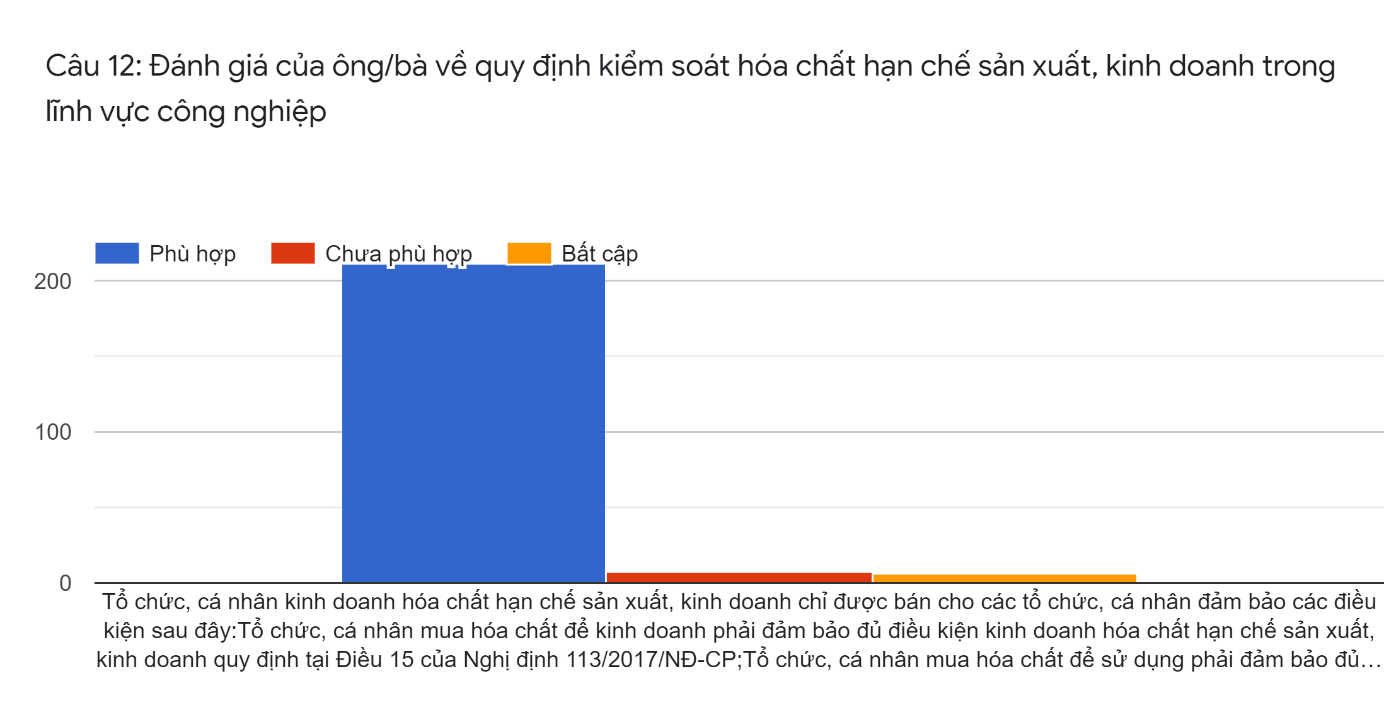 Câu 12: Đánh giá của ông/bà về quy định kiểm soát hóa chất hạn chế sản xuất, kinh doanh trong
lĩnh vực công nghiệp
Phù hợp Chưa phù hợp Bất cập
200
100
0
Tổ chức, cá nhân kinh doanh hóa chất hạn chế sản xuất, kinh doanh chỉ được bán cho các tổ chức, cá nhân đảm bảo các điều
kiện sau đây:Tổ chức, cá nhân mua hóa chất để kinh doanh phải đảm bảo đủ điều kiện kinh doanh hóa chất hạn chế sản xuất,
kinh doanh quy định tại Điều 15 của Nghị định 113/2017/NĐ-CP;Tổ chức, cá nhân mua hóa chất để sử dụng phải đảm bảo đủ…